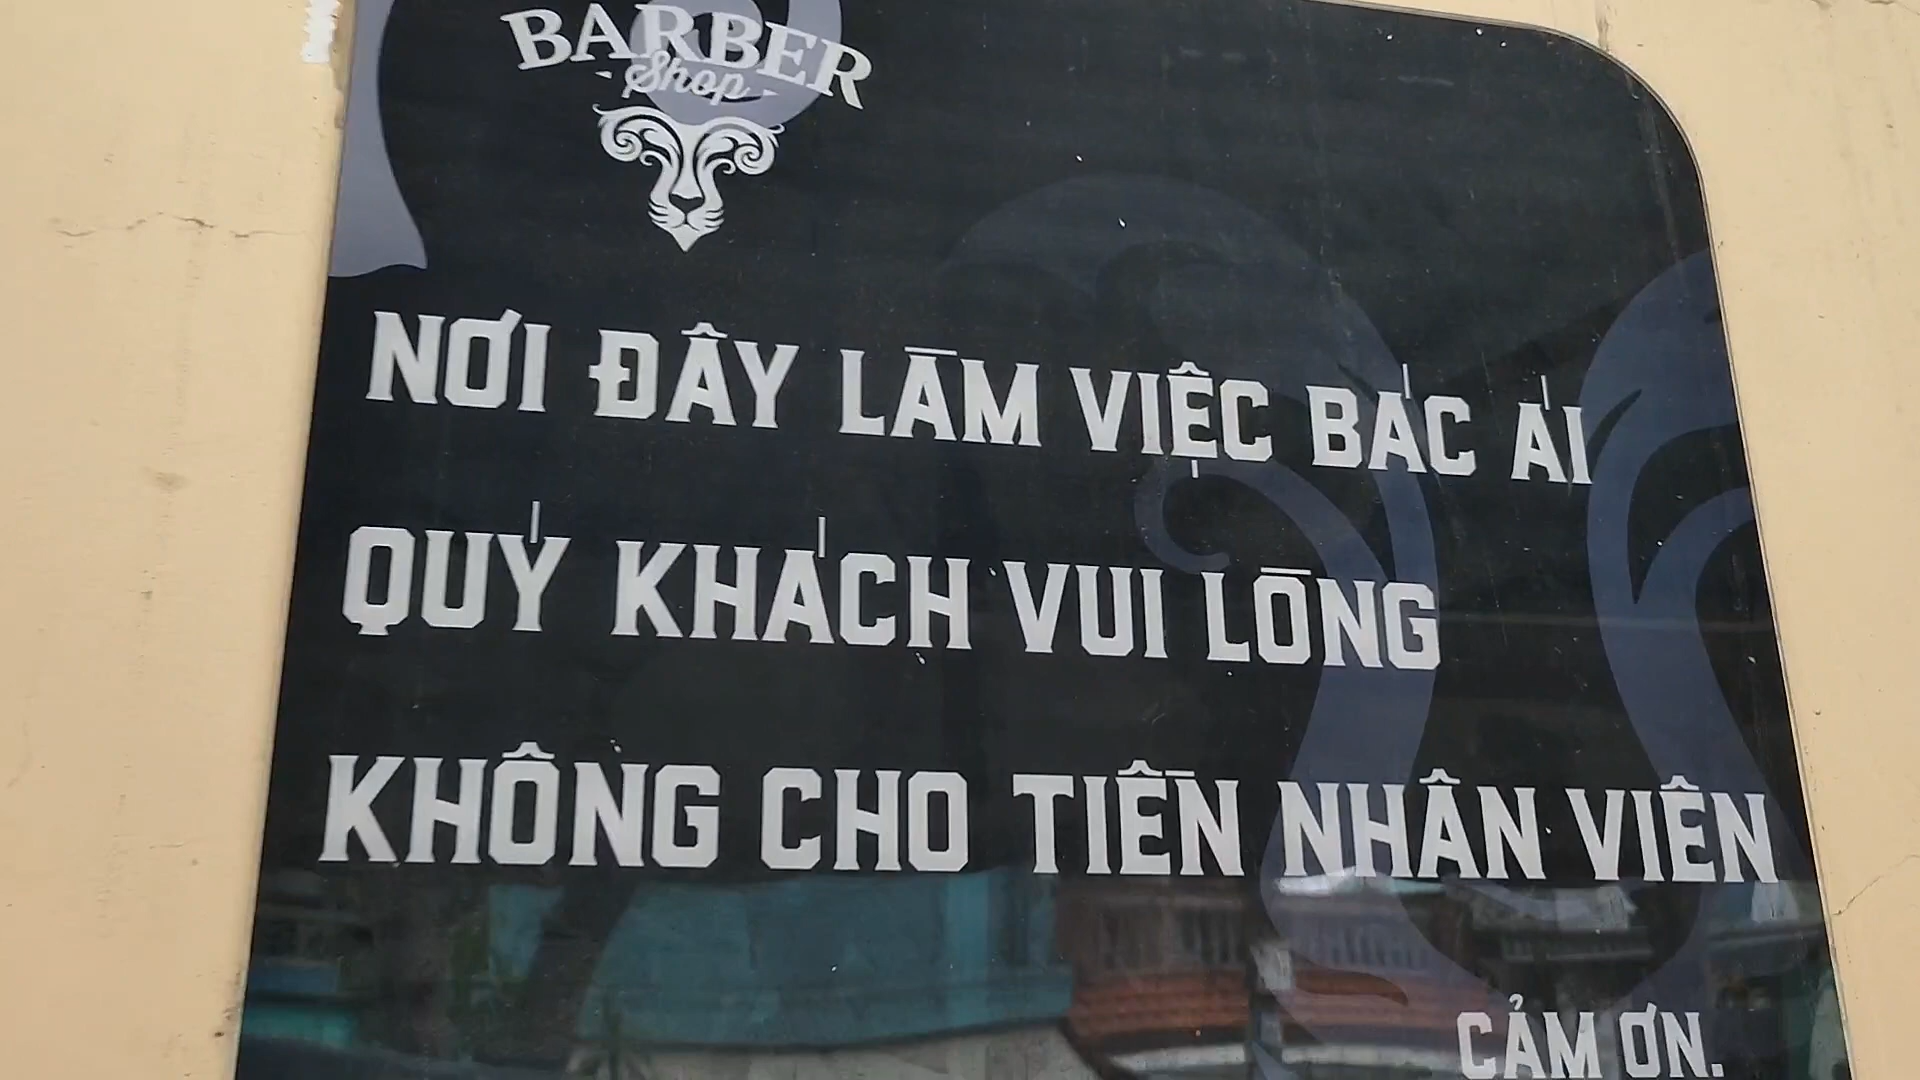 BARBER
Shop
NƠI ĐÂY LÀM VIỆC BÁC ÁI
QUÝ KHÁCH VUI LÒNG
KHÔNG CHO TIỀN NHÂN VIÊN
CẢM ƠN.